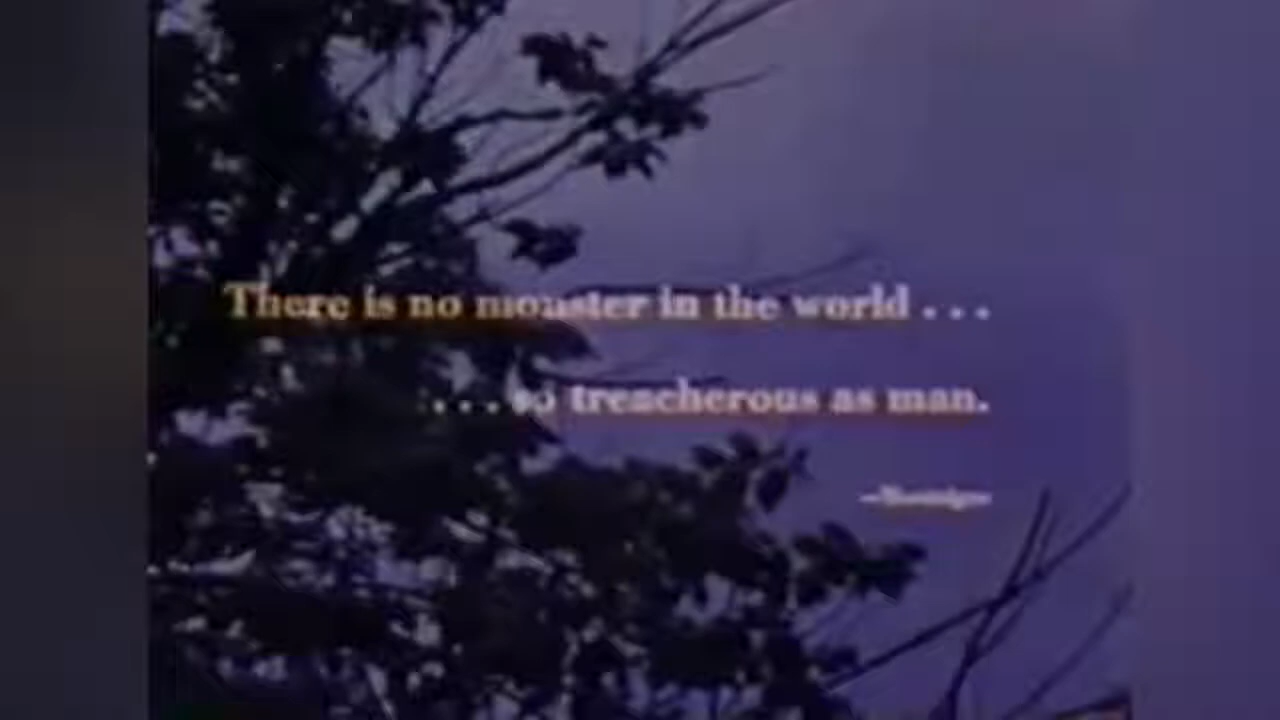 There is no monster in the world . . .
. . . so treacherous as man.